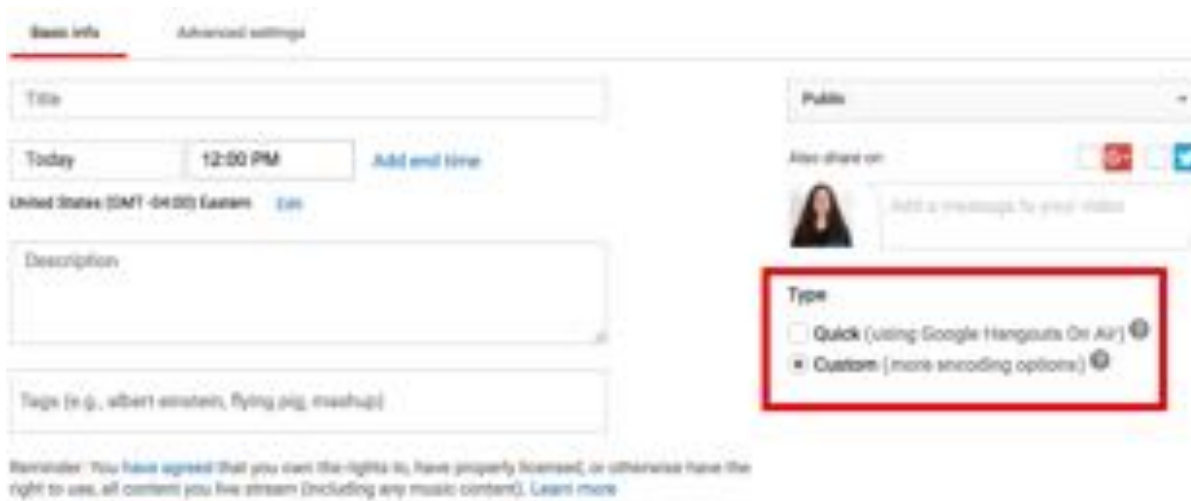 Basic info Advanced settings
Title
Public
Today 12:00 PM Add end time
Also share on
G+
United States (GMT -04:00) Eastern Edit
Add a message to your video
Description
Type
Quick (using Google Hangouts On Air) ?
Custom (more encoding options) ?
Tags (e.g., albert einstein, flying pig, mashup)
Reminder: You have agreed that you own the rights to, have properly licensed, or otherwise have the
right to use, all content you live stream (including any music content). Learn more